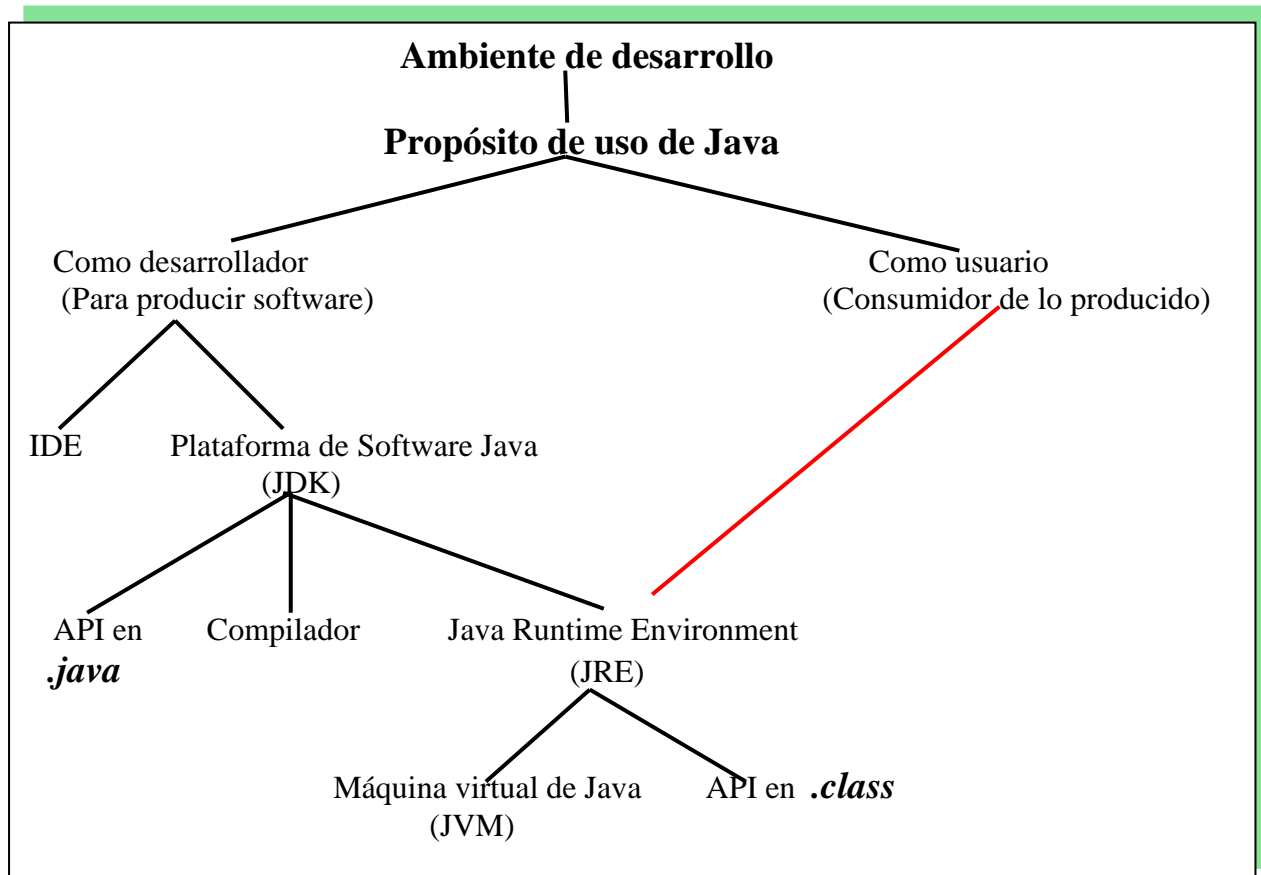 Ambiente de desarrollo
Propósito de uso de Java
Como desarrollador
(Para producir software)
Como usuario
(Consumidor de lo producido)
IDE
Plataforma de Software Java
(JDK)
API en
.java
Compilador
Java Runtime Environment
(JRE)
Máquina virtual de Java
(JVM)
API en .class